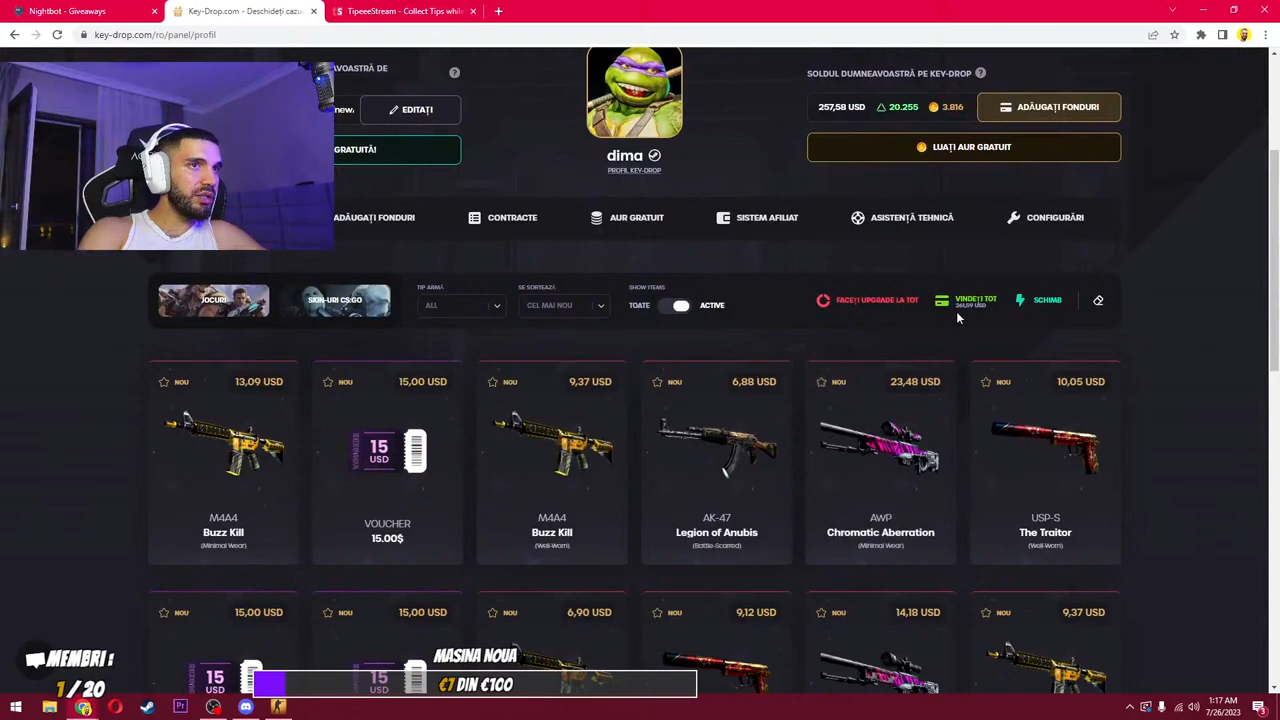 Nightbot - Giveaways
Key-Drop.com - Deschideți cazu
TipeeeStream - Collect Tips while
key-drop.com/ro/panel/profil
AVOASTRĂ DE
EDITAȚI
GRATUITĂ!
dima
PROFIL KEY-DROP
SOLDUL DUMNEAVOASTRĂ PE KEY-DROP
257,58 USD 20.255 3.816 ADĂUGAȚI FONDURI
LUAȚI AUR GRATUIT
ADĂUGAȚI FONDURI CONTRACTE AUR GRATUIT SISTEM AFILIAT ASISTENȚĂ TEHNICĂ CONFIGURĂRI
JOCURI SKIN-URI CS:GO
TIP ARMĂ SE SORTEAZĂ SHOW ITEMS
ALL CEL MAI NOU TOATE ACTIVE
FACEȚI UPGRADE LA TOT VINDEȚI TOT SCHIMB
261,59 USD
NOU 13,09 USD
M4A4
Buzz Kill
(Minimal Wear)
15,00 USD
15
USD
VOUCHER
15.00$
NOU 9,37 USD
M4A4
Buzz Kill
(Well-Worn)
NOU 6,88 USD
AK-47
Legion of Anubis
(Battle-Scarred)
NOU 23,48 USD
AWP
Chromatic Aberration
(Minimal Wear)
NOU 10,05 USD
USP-S
The Traitor
(Well-Worn)
NOU 15,00 USD
15
USD
NOU 15,00 USD
15
USD
NOU 6,90 USD
NOU 9,12 USD
NOU 14,18 USD
NOU 9,37 USD
MEMBRI :
1/20
MASINA NOUA
€7 DIN €100
1:17 AM
7/26/2023